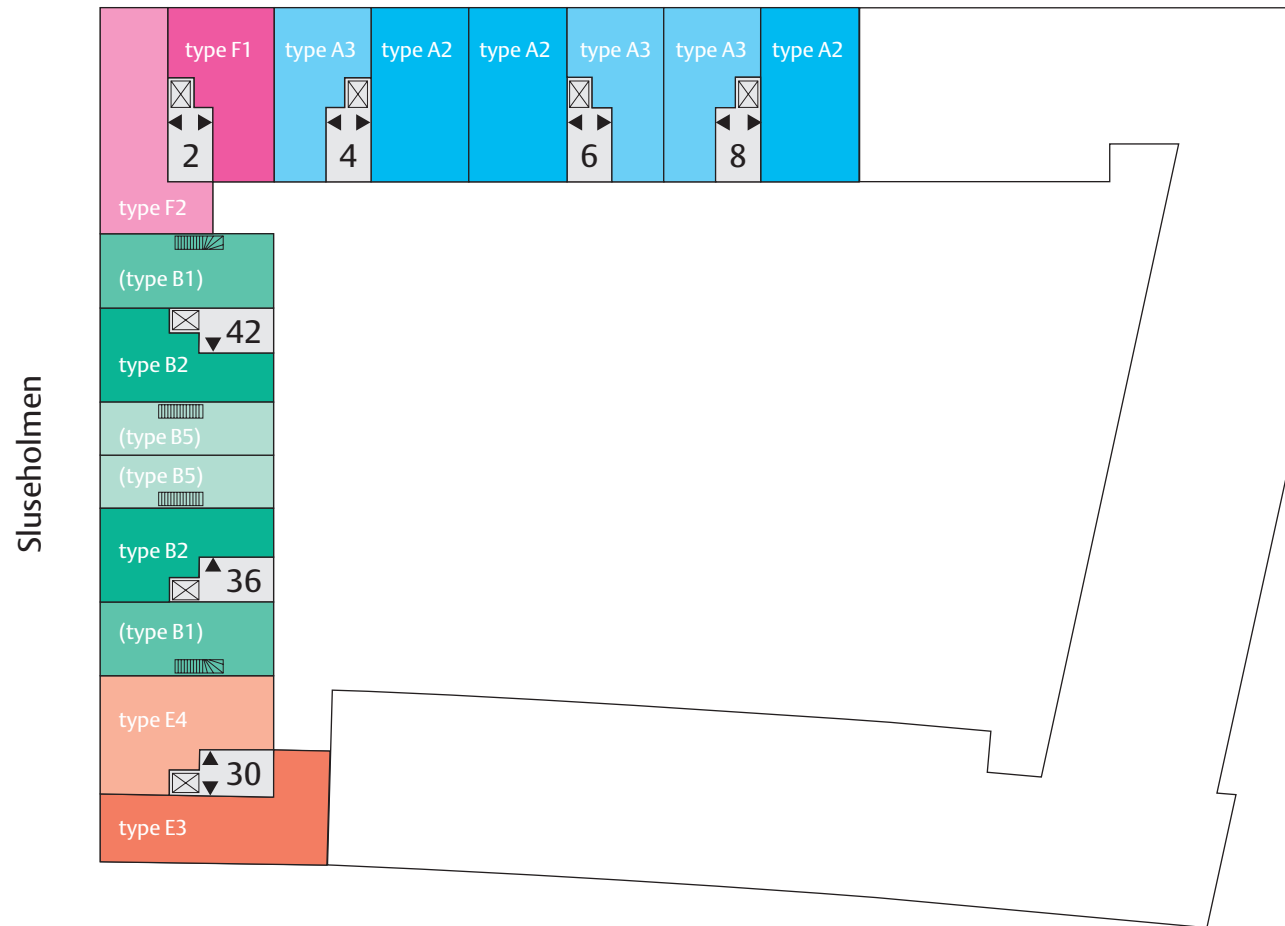 type F1
type A3
type A2
type A2
type A3
type A3
type A2
2
4
6
8
type F2
(type B1)
42
type B2
(type B5)
(type B5)
type B2
36
(type B1)
type E4
30
type E3
Sluseholmen